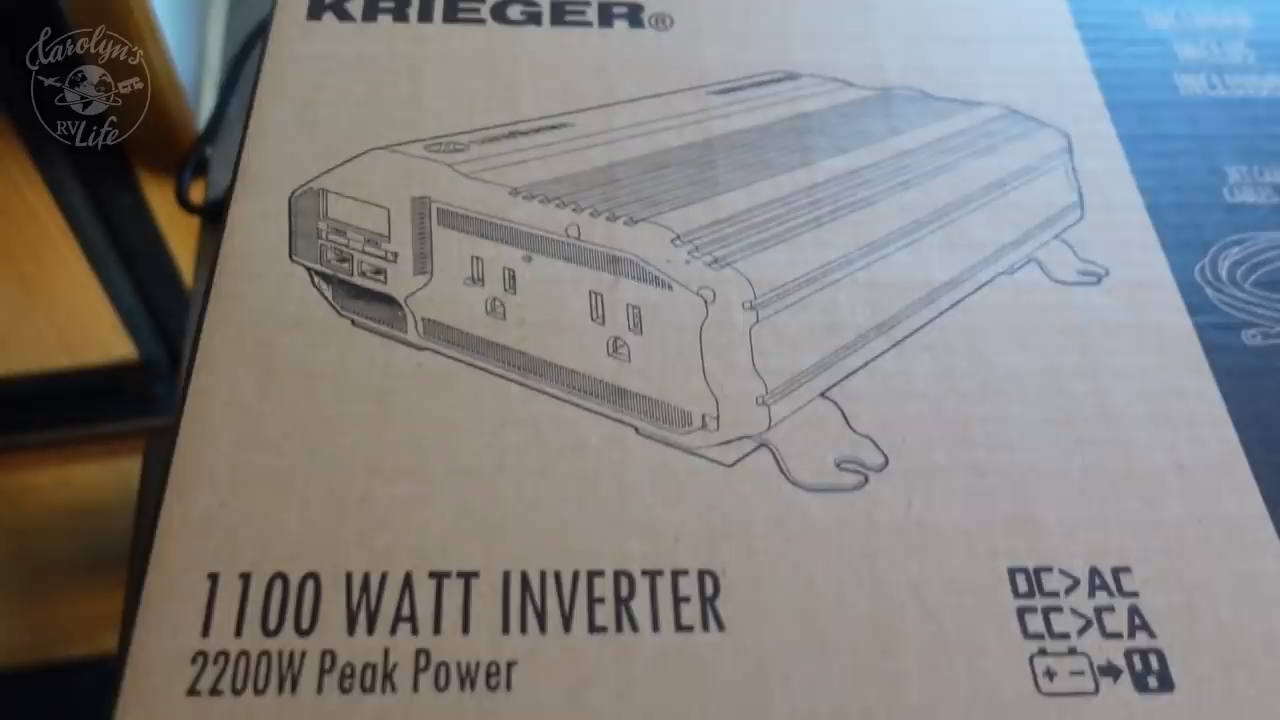 Carolyn's
RV Life
KRIEGER®
1100 WATT INVERTER
2200W Peak Power
DC>AC
CC>CA
+ −